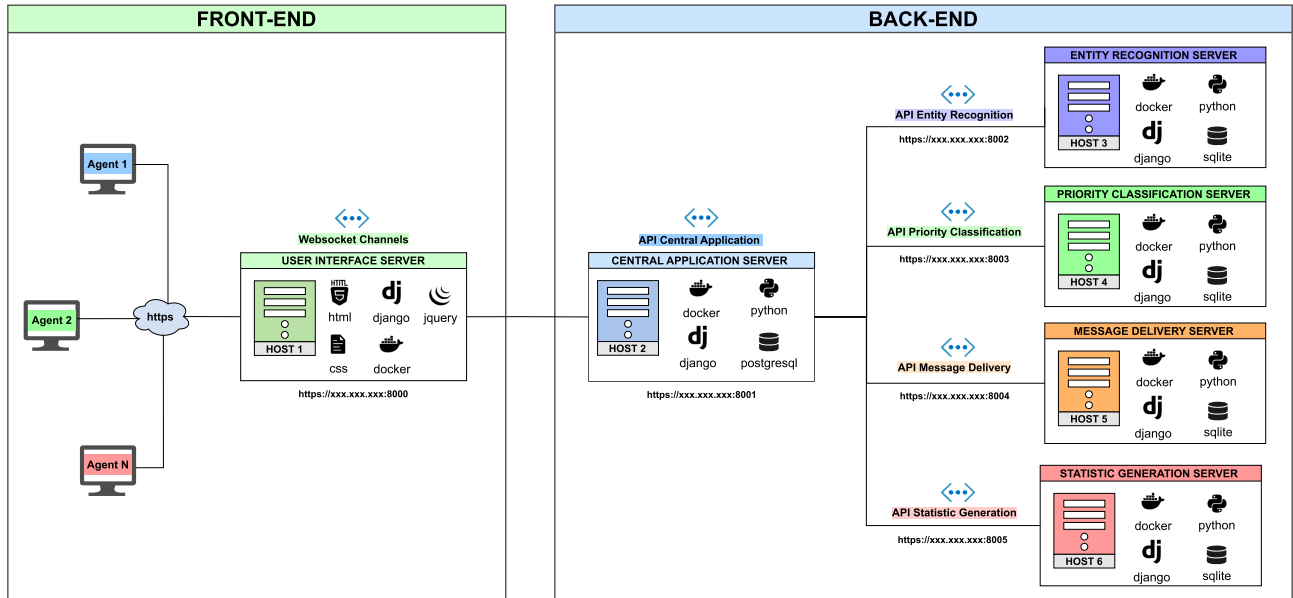 FRONT-END
Agent 1
Agent 2
Agent N
https
Websocket Channels
USER INTERFACE SERVER
HOST 1
HTML
html
dj
django
jquery
css
docker
https://xxx.xxx.xxx:8000
BACK-END
API Central Application
CENTRAL APPLICATION SERVER
HOST 2
docker
python
dj
django
postgresql
https://xxx.xxx.xxx:8001
API Entity Recognition
https://xxx.xxx.xxx:8002
ENTITY RECOGNITION SERVER
HOST 3
docker
python
dj
django
sqlite
API Priority Classification
https://xxx.xxx.xxx:8003
PRIORITY CLASSIFICATION SERVER
HOST 4
docker
python
dj
django
sqlite
API Message Delivery
https://xxx.xxx.xxx:8004
MESSAGE DELIVERY SERVER
HOST 5
docker
python
dj
django
sqlite
API Statistic Generation
https://xxx.xxx.xxx:8005
STATISTIC GENERATION SERVER
HOST 6
docker
python
dj
django
sqlite